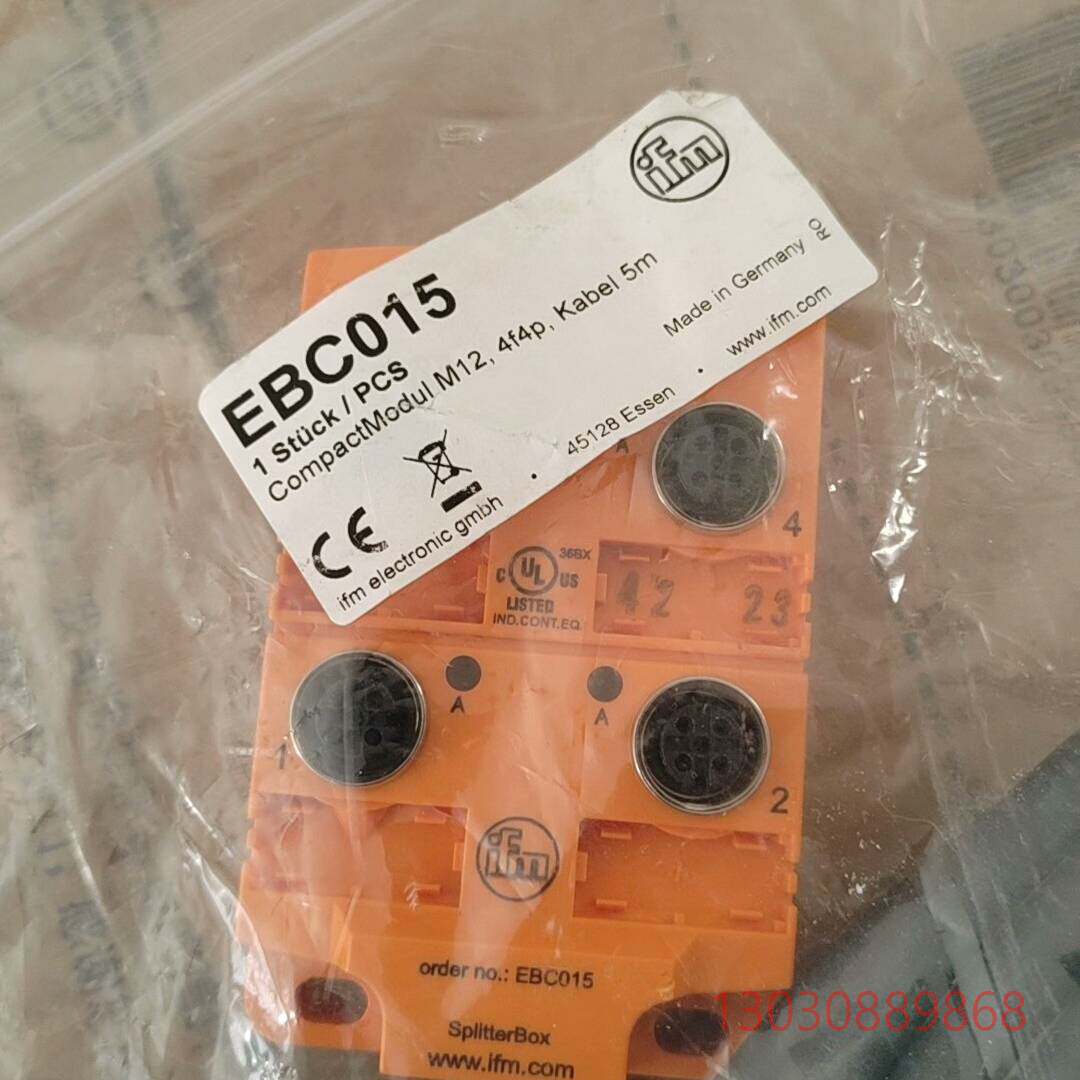 ifm
EBC015
1 Stück / PCS
CompactModul M12, 4f4p, Kabel 5m
Made in Germany
RO
www.ifm.com
CE
ifm electronic gmbh · 45128 Essen ·
A
4
C UL US
36BX
LISTED
IND.CONT.EQ.
42 23
A
A
1
2
ifm
order no.: EBC015
SplitterBox
www.ifm.com
13030889868